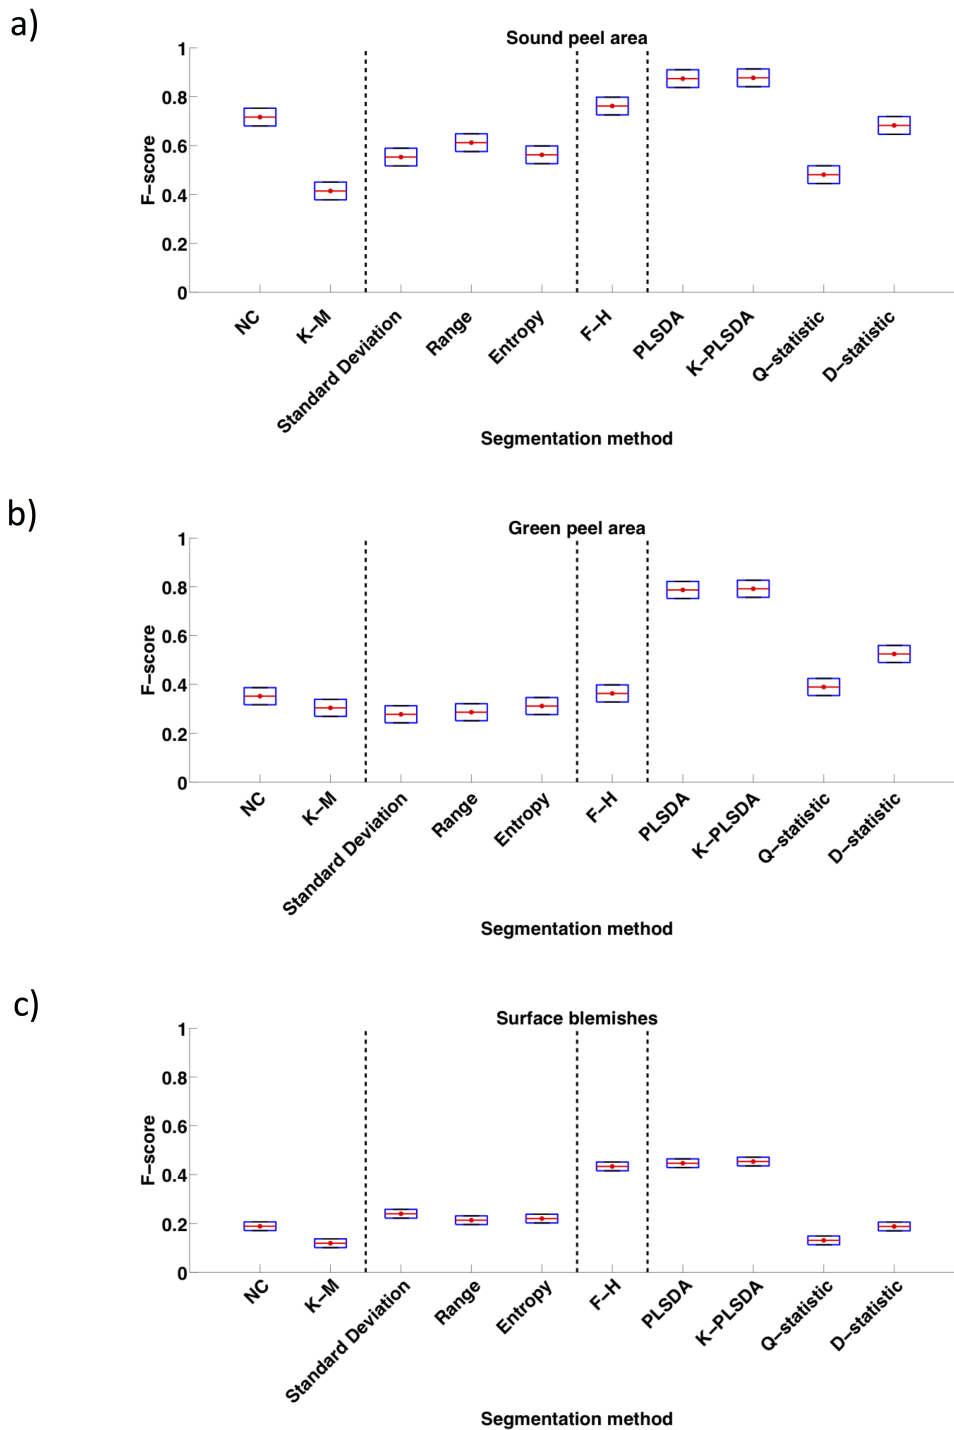 a)
Sound peel area
1
0.8
0.6
0.4
0.2
0
F-score
NC
K-M
Standard Deviation
Range
Entropy
F-H
PLSDA
K-PLSDA
Q-statistic
D-statistic
Segmentation method
b)
Green peel area
1
0.8
0.6
0.4
0.2
0
F-score
NC
K-M
Standard Deviation
Range
Entropy
F-H
PLSDA
K-PLSDA
Q-statistic
D-statistic
Segmentation method
c)
Surface blemishes
1
0.8
0.6
0.4
0.2
0
F-score
NC
K-M
Standard Deviation
Range
Entropy
F-H
PLSDA
K-PLSDA
Q-statistic
D-statistic
Segmentation method